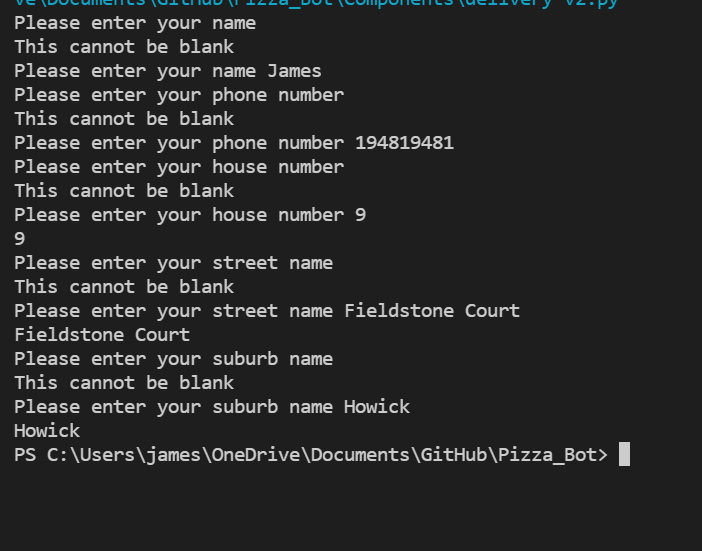 ve\Documents\GitHub\Pizza_Bot\components\delivery v2.py
Please enter your name
This cannot be blank
Please enter your name James
Please enter your phone number
This cannot be blank
Please enter your phone number 194819481
Please enter your house number
This cannot be blank
Please enter your house number 9
9
Please enter your street name
This cannot be blank
Please enter your street name Fieldstone Court
Fieldstone Court
Please enter your suburb name
This cannot be blank
Please enter your suburb name Howick
Howick
PS C:\Users\james\OneDrive\Documents\GitHub\Pizza_Bot>